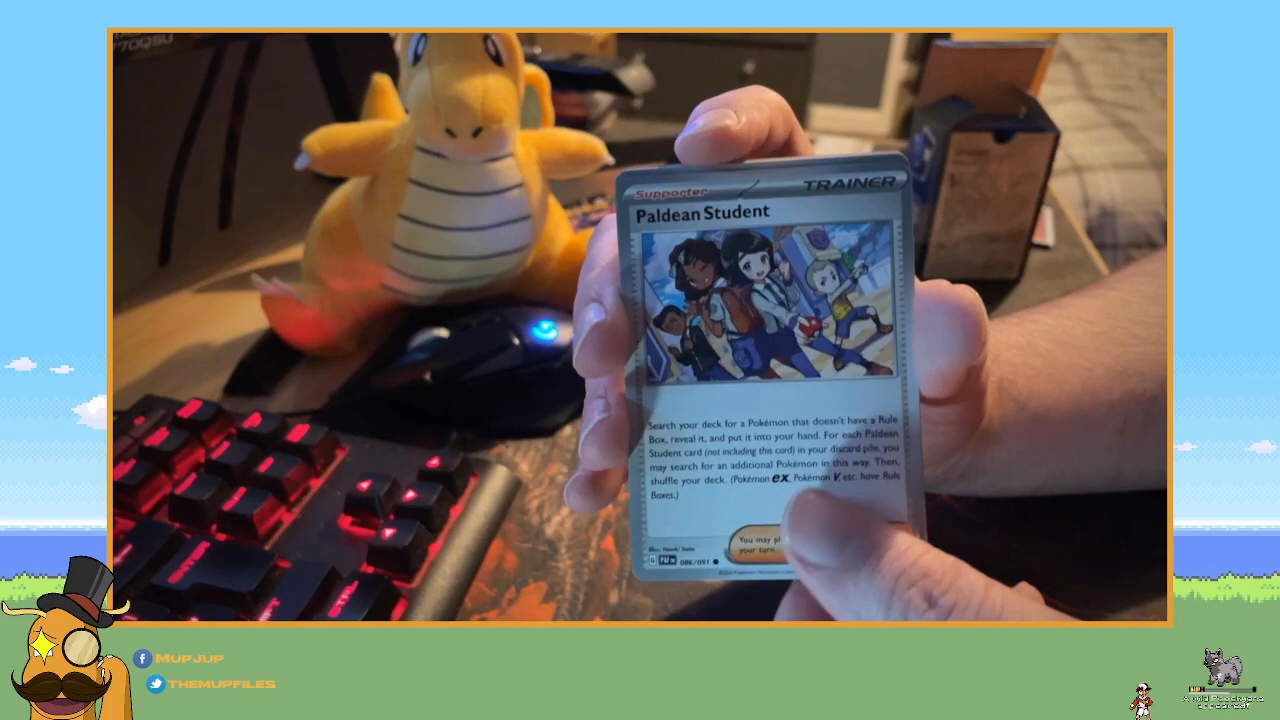 770QSU
Supporter
TRAINER
Paldean Student
Search your deck for a Pokémon that doesn't have a Rule
Box, reveal it, and put it into your hand. For each Paldean
Student card (not including this card) in your discard pile, you
may search for an additional Pokémon in this way. Then,
shuffle your deck. (Pokémon ex, Pokémon V, etc. have Rule
Boxes.)
You may pl
your turn.
G PAF EN 086/091
MUPJUP
THEMUPFILES